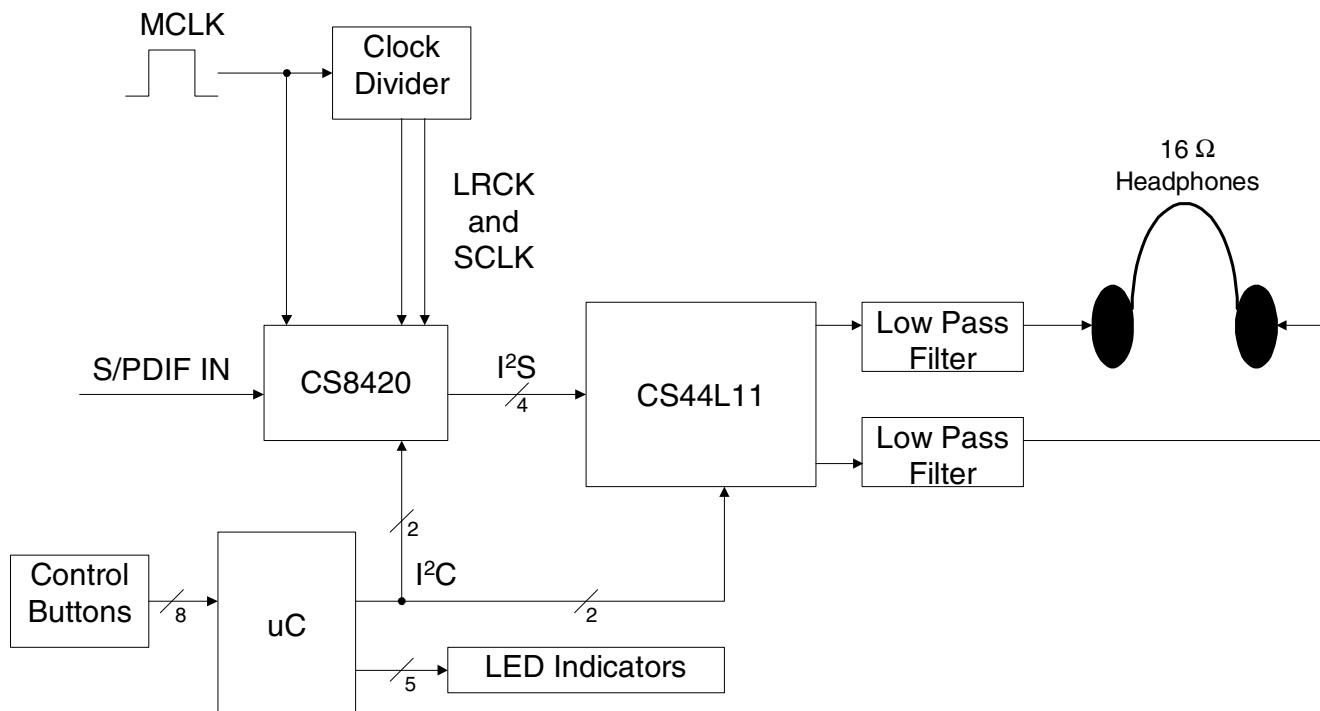 MCLK
Clock
Divider
LRCK
and
SCLK
16 Ω
Headphones
S/PDIF IN
CS8420
I²S
4
CS44L11
Low Pass
Filter
Low Pass
Filter
2
Control
Buttons
8
uC
I²C
2
5
LED Indicators